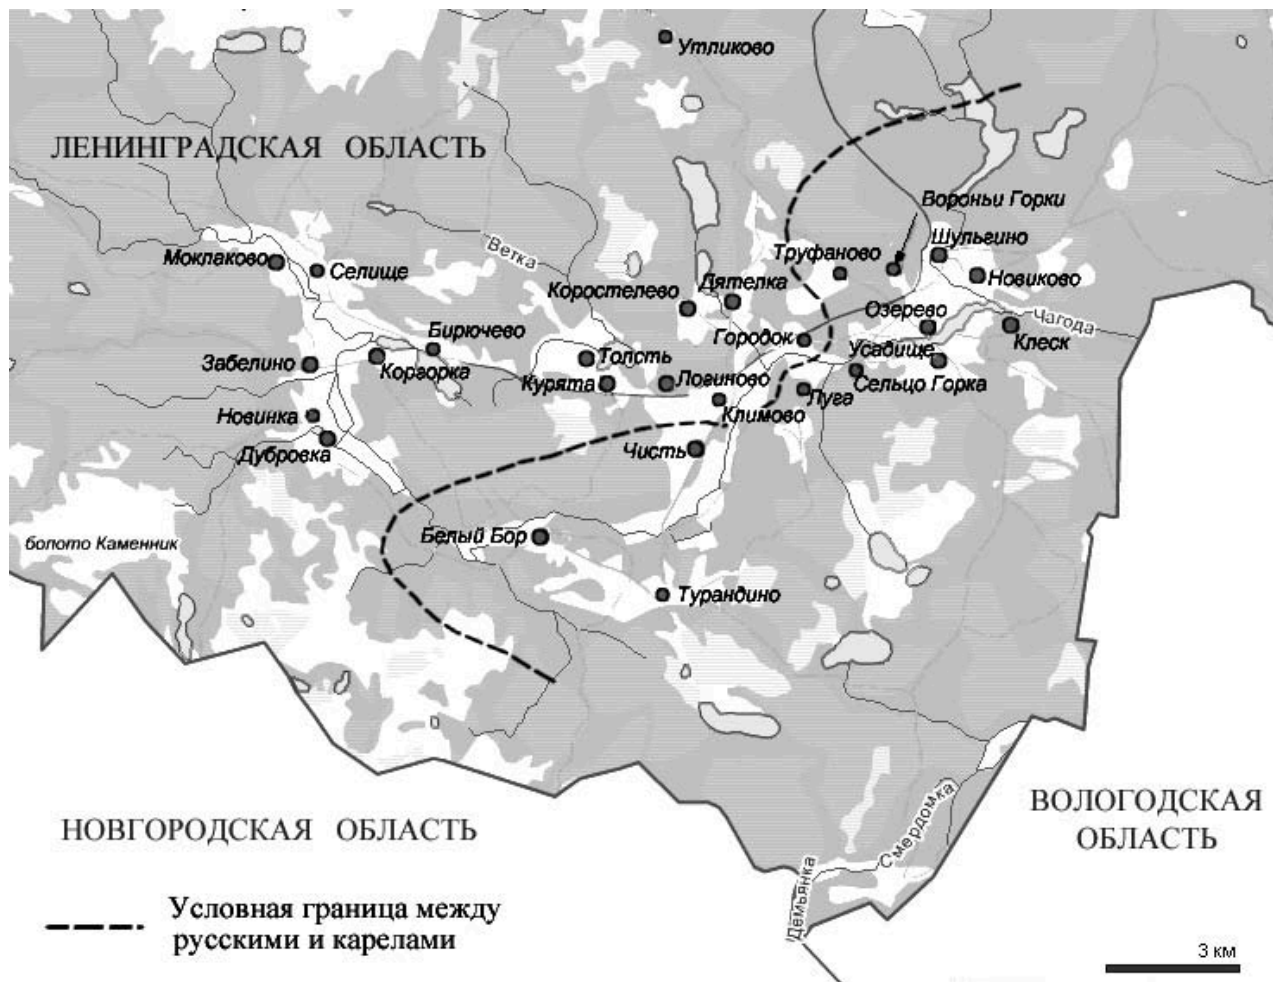 Утликово
ЛЕНИНГРАДСКАЯ ОБЛАСТЬ
Вороньи Горки
Ветка
Шульгино
Моклаково
Селище
Труфаново
Новиково
Коростелево
Дятелка
Озерево
Чагода
Бирючево
Городок
Клеск
Забелино
Коргорка
Толсть
Усадище
Курята
Логиново
Сельцо Горка
Луга
Новинка
Климово
Дубровка
Чисть
болото Каменник
Белый Бор
Турандино
НОВГОРОДСКАЯ ОБЛАСТЬ
ВОЛОГОДСКАЯ
ОБЛАСТЬ
Смердомка
Демьянка
Условная граница между
русскими и карелами
3 км